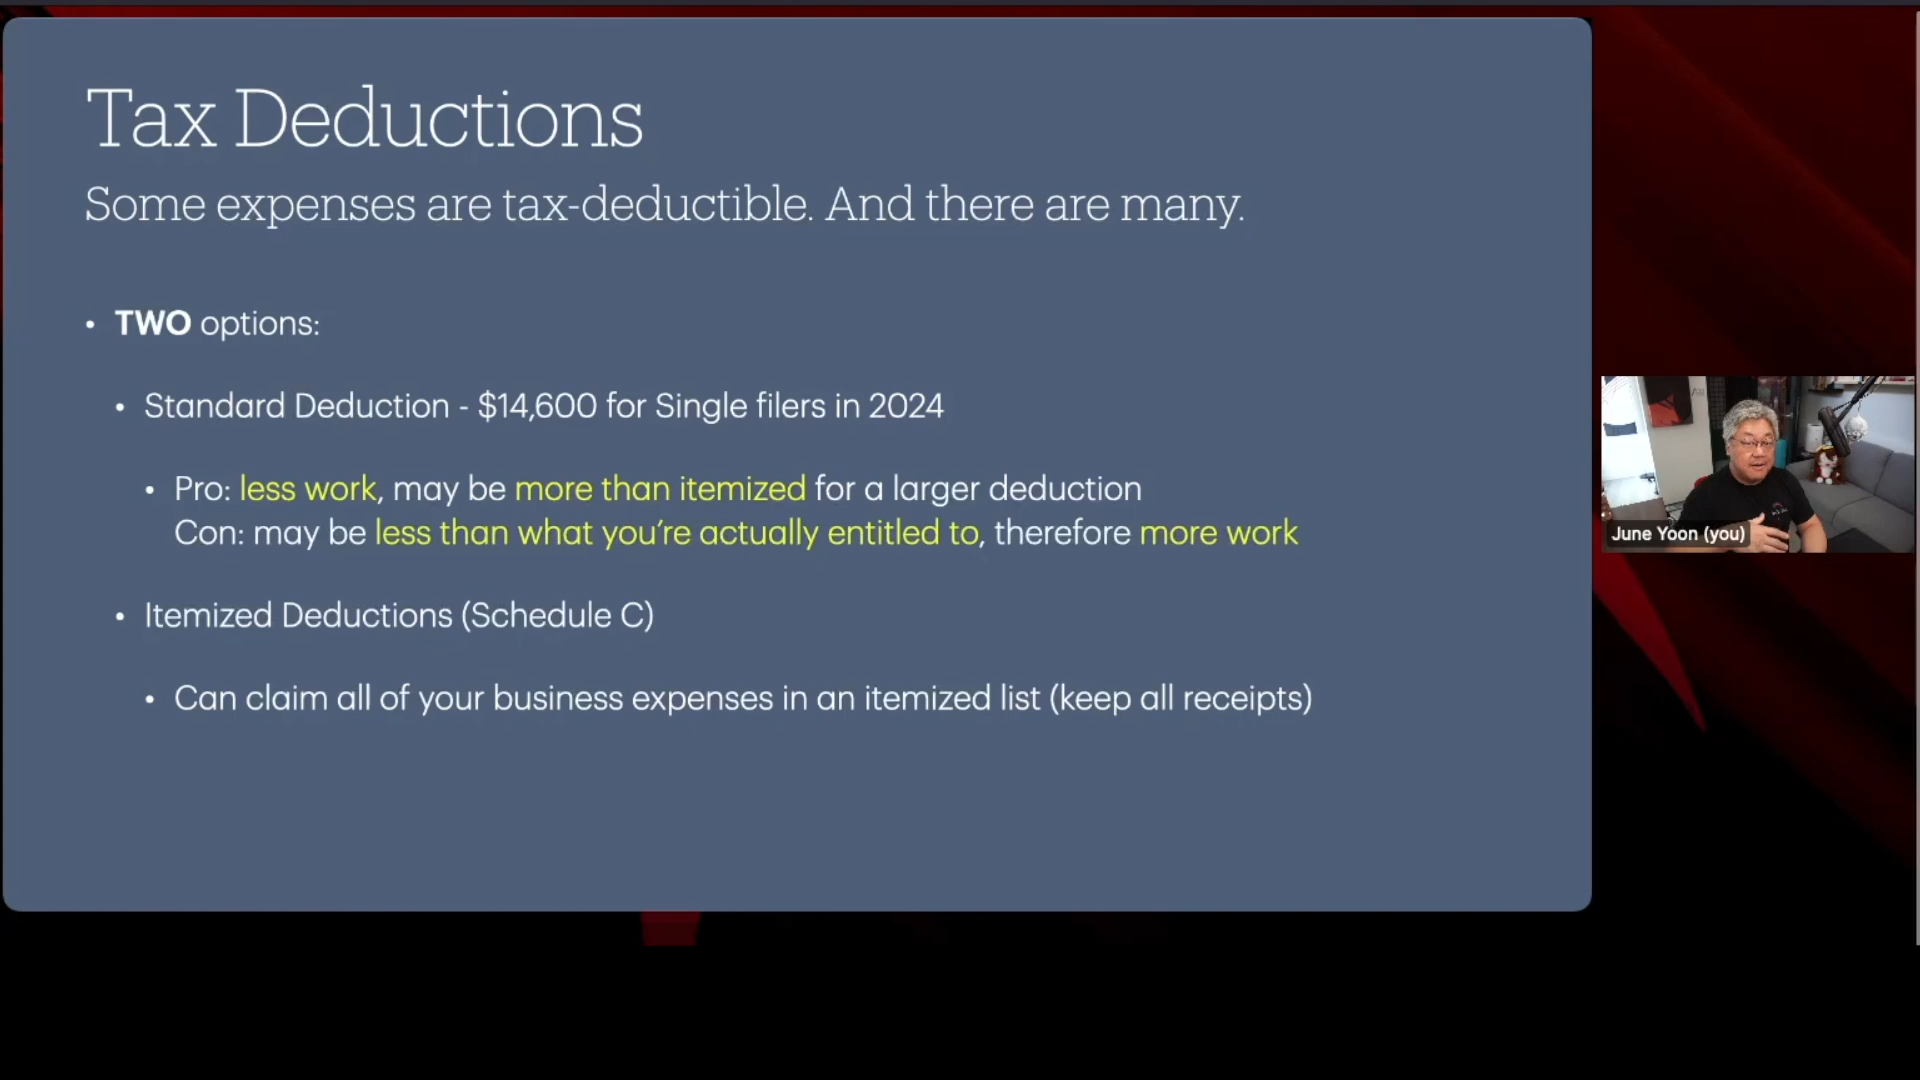 Tax Deductions
Some expenses are tax-deductible. And there are many.
• TWO options:
• Standard Deduction - $14,600 for Single filers in 2024
• Pro: less work, may be more than itemized for a larger deduction
Con: may be less than what you're actually entitled to, therefore more work
• Itemized Deductions (Schedule C)
• Can claim all of your business expenses in an itemized list (keep all receipts)
June Yoon (you)